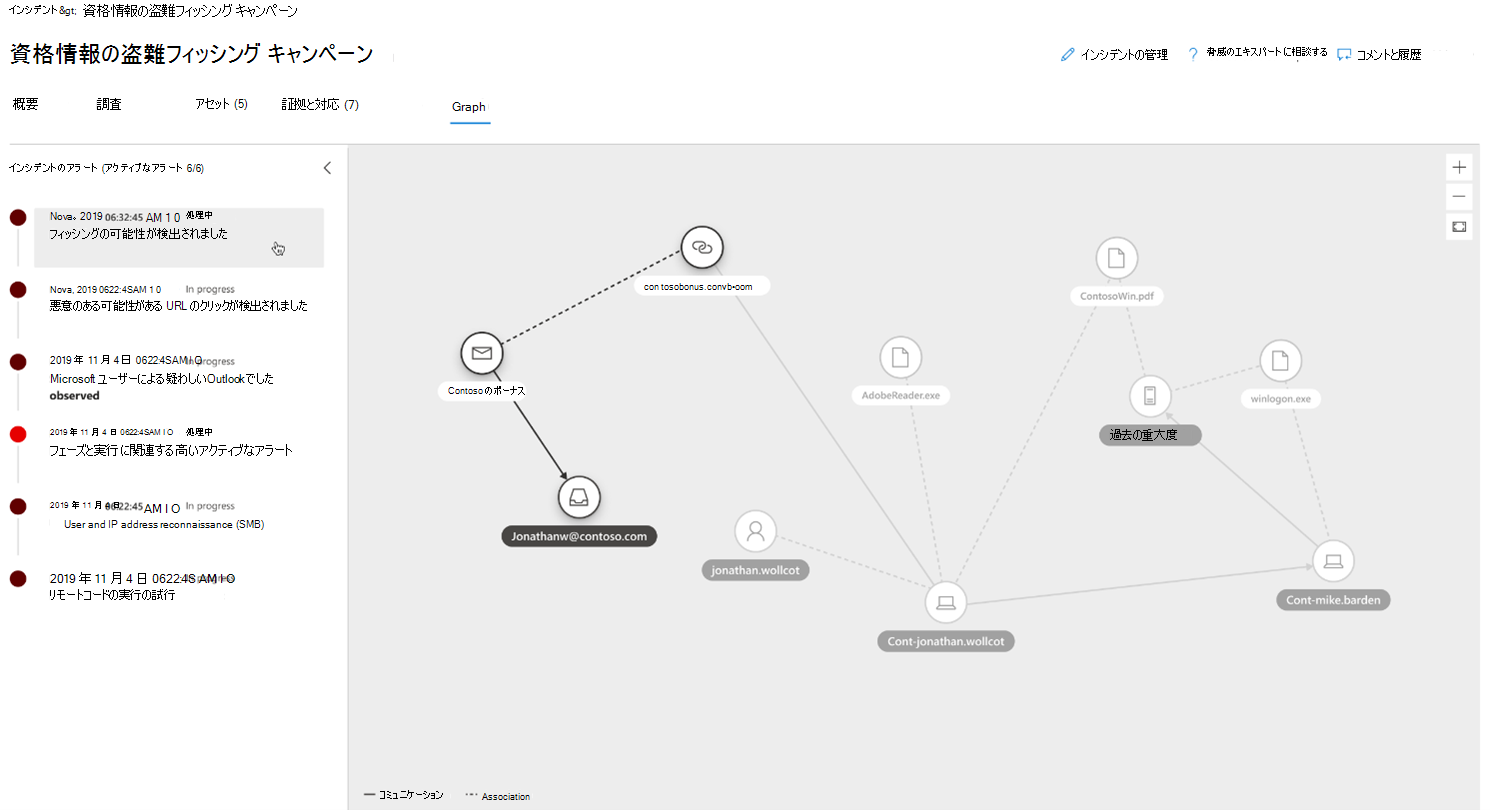 インシデント&gt; 資格情報の盗難フィッシング キャンペーン
資格情報の盗難フィッシング キャンペーン
インシデントの管理
脅威のエキスパートに相談する
コメントと履歴
概要
調査
アセット (5)
証処と対応 (7)
Graph
インシデントのアラート (アクティブなアラート 6/6)
Nova。2019 06:32:45 AM 1 0 処理中
フィッシングの可能性が検出されました
Nova, 2019 0622:4SAM 1 0 In progress
悪意のある可能性がある URL のクリックが検出されました
2019 年 11 月 4 日 0622:4SAM I O In progress
Microsoft ユーザーによる疑わしいOutlookでした
observed
2019 年 11 月 4 日 0622:4SAM I O 処理中
フェーズと実行に関連する高いアクティブなアラート
2019 年 11 月 4 日 06:22:45 AM I O In progress
User and IP address reconnaissance (SMB)
2019 年 11 月 4 日 0622:4S AM I O In progress
リモートコードの実行の試行
contosobonus.convb•oom
ContosoWin.pdf
Contoso のボーナス
AdobeReader.exe
winlogon.exe
過去の重大度
Jonathanw@contoso.com
jonathan.wollcot
Cont-jonathan.wollcot
Cont-mike.barden
コミュニケーション
Association